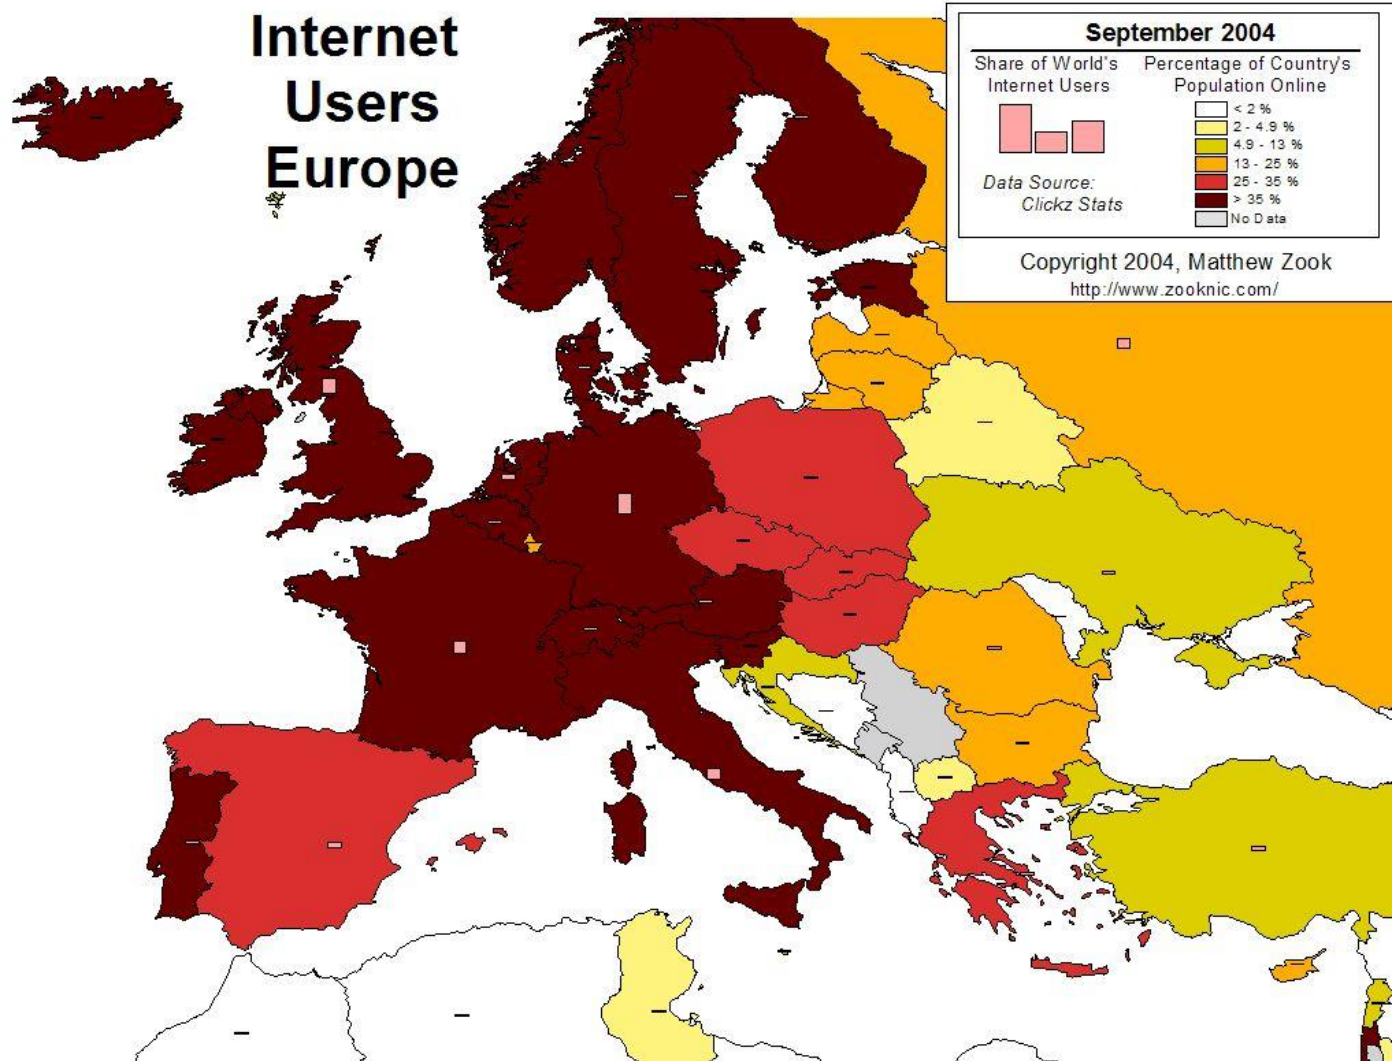 Internet
Users
Europe
September 2004
Share of World's
Internet Users
Percentage of Country's
Population Online
< 2 %
2 - 4.9 %
4.9 - 13 %
13 - 25 %
25 - 35 %
> 35 %
No Data
Data Source:
Clickz Stats
Copyright 2004, Matthew Zook
http://www.zooknic.com/